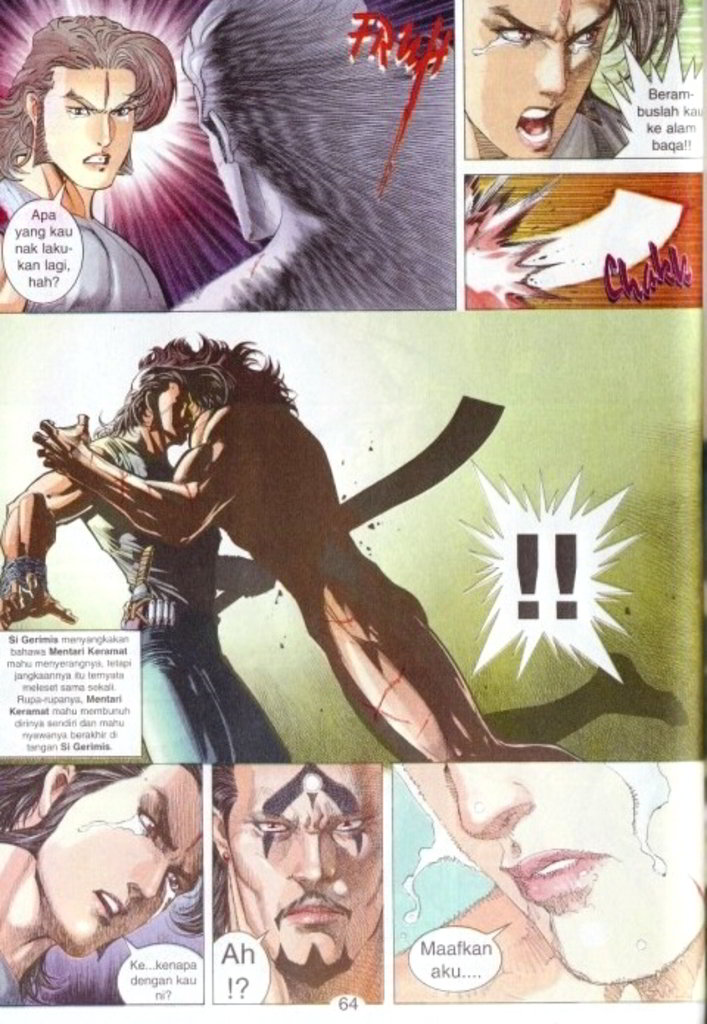 FRUH
Apa
yang kau
nak laku-
kan lagi,
hah?
Beram-
buslah kau
ke alam
baqa!!
Chakk
!!
Si Gerimis menyangkakan
bahawa Mentari Keramat
mahu menyerangnya, tetapi
jangkaannya itu ternyata
meleset sama sekali.
Rupa-rupanya, Mentari
Keramat mahu membunuh
dirinya sendiri dan mahu
nyawanya berakhir di
tangan Si Gerimis.
Ke...kenapa
dengan kau
ni?
Ah
!?
Maafkan
aku....
64